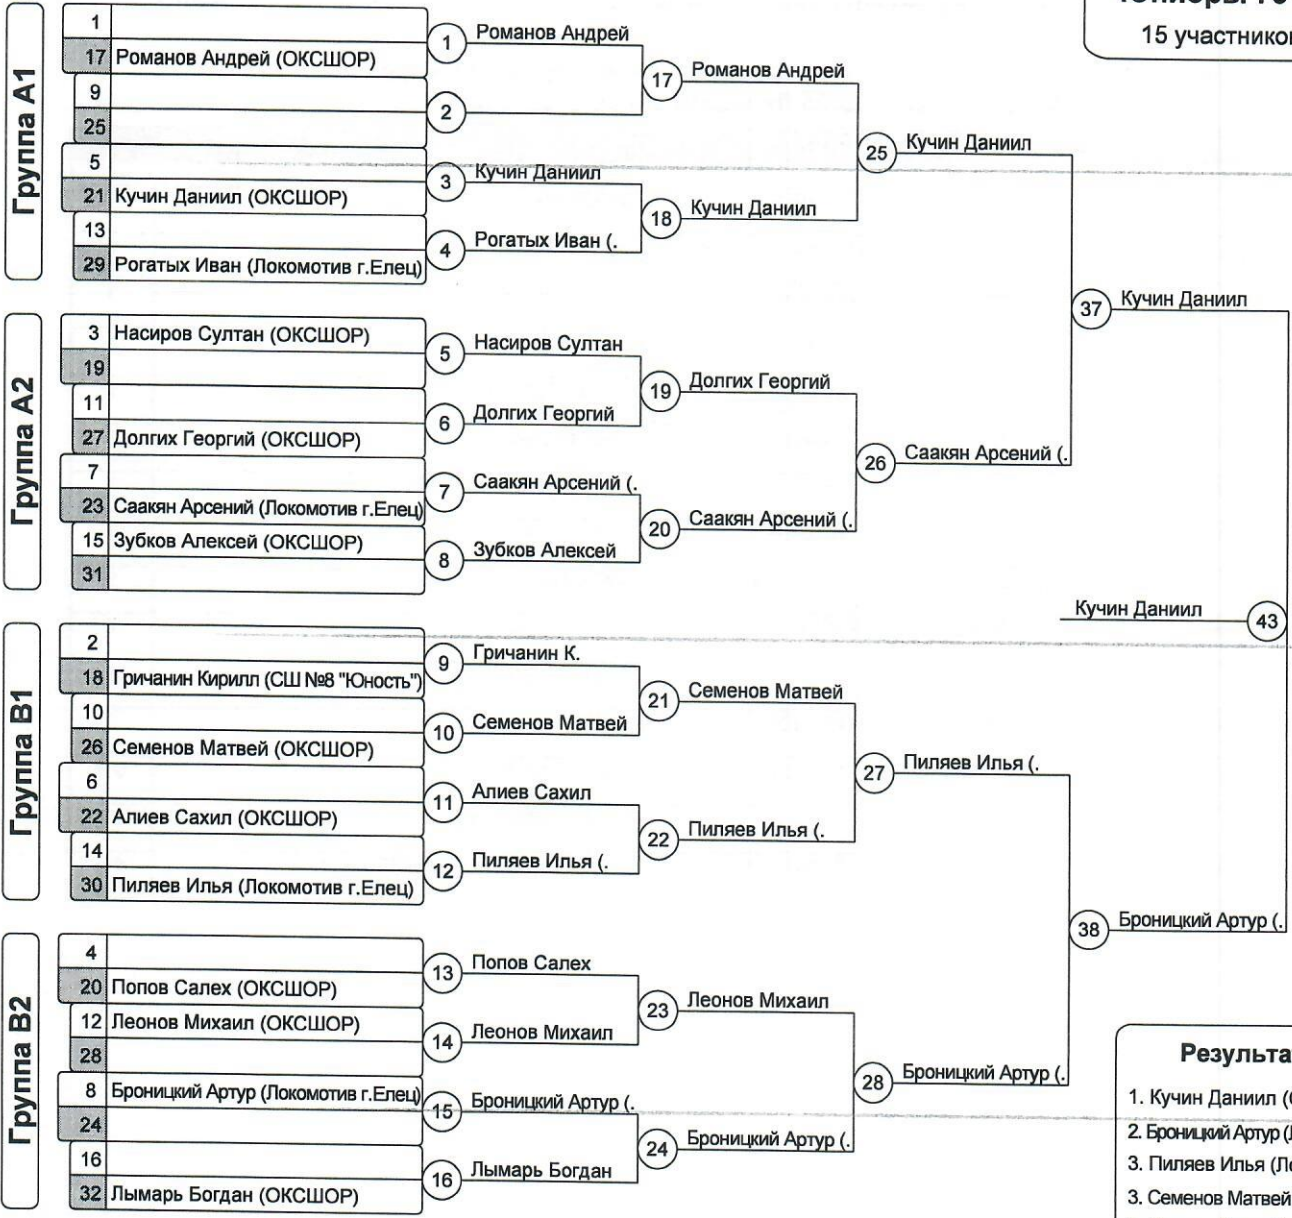 15 участников
Группа А1
1
17 Романов Андрей (ОКСШОР)
9
25
5
21 Кучин Даниил (ОКСШОР)
13
29 Рогатых Иван (Локомотив г.Елец)
1 Романов Андрей
2
3 Кучин Даниил
4 Рогатых Иван (.
17 Романов Андрей
18 Кучин Даниил
25 Кучин Даниил
Группа А2
3 Насиров Султан (ОКСШОР)
19
11
27 Долгих Георгий (ОКСШОР)
7
23 Саакян Арсений (Локомотив г.Елец)
15 Зубков Алексей (ОКСШОР)
31
5 Насиров Султан
6 Долгих Георгий
7 Саакян Арсений (.
8 Зубков Алексей
19 Долгих Георгий
20 Саакян Арсений (.
26 Саакян Арсений (.
37 Кучин Даниил
Группа В1
2
18 Гричанин Кирилл (СШ №8 "Юность")
10
26 Семенов Матвей (ОКСШОР)
6
22 Алиев Сахил (ОКСШОР)
14
30 Пиляев Илья (Локомотив г.Елец)
9 Гричанин К.
10 Семенов Матвей
11 Алиев Сахил
12 Пиляев Илья (.
21 Семенов Матвей
22 Пиляев Илья (.
27 Пиляев Илья (.
Кучин Даниил 43
Группа В2
4
20 Попов Салех (ОКСШОР)
12 Леонов Михаил (ОКСШОР)
28
8 Броницкий Артур (Локомотив г.Елец)
24
16
32 Лымарь Богдан (ОКСШОР)
13 Попов Салех
14 Леонов Михаил
15 Броницкий Артур (.
16 Лымарь Богдан
23 Леонов Михаил
24 Броницкий Артур (.
28 Броницкий Артур (.
38 Броницкий Артур (.
Результа
1. Кучин Даниил (
2. Броницкий Артур (
3. Пиляев Илья (Ло
3. Семенов Матвей